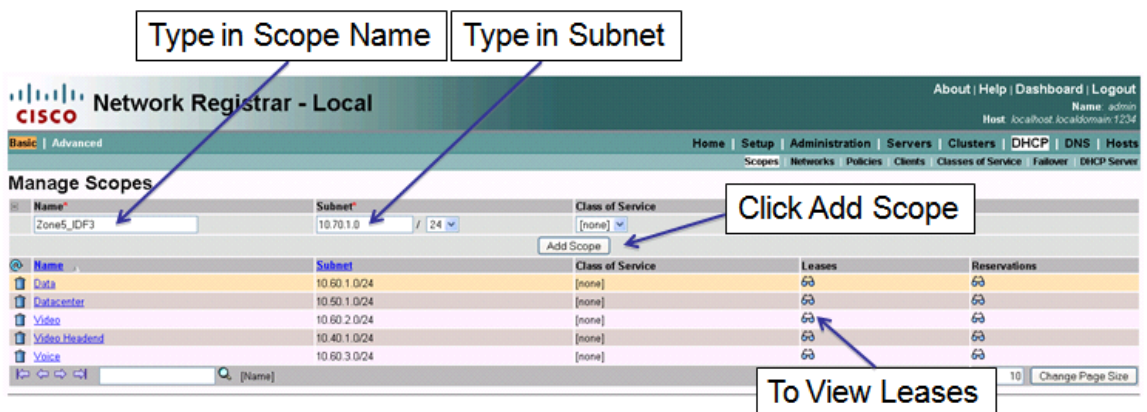 Type in Scope Name
Type in Subnet
CISCO
Network Registrar - Local
About | Help | Dashboard | Logout
Name: admin
Host localhost.localdomain:1234
Basic | Advanced
Home | Setup | Administration | Servers | Clusters | DHCP | DNS | Hosts
Scopes | Networks | Policies | Clients | Classes of Service | Failover | DHCP Server
Manage Scopes
Name* Subnet* Class of Service
Zone5_IDF3 10.70.1.0 / 24 [none]
Click Add Scope
Add Scope
Name Subnet Class of Service Leases Reservations
Data 10.60.1.0/24 [none]
Datacenter 10.50.1.0/24 [none]
Video 10.60.2.0/24 [none]
Video Headend 10.40.1.0/24 [none]
Voice 10.60.3.0/24 [none]
[Name] 10 Change Page Size
To View Leases